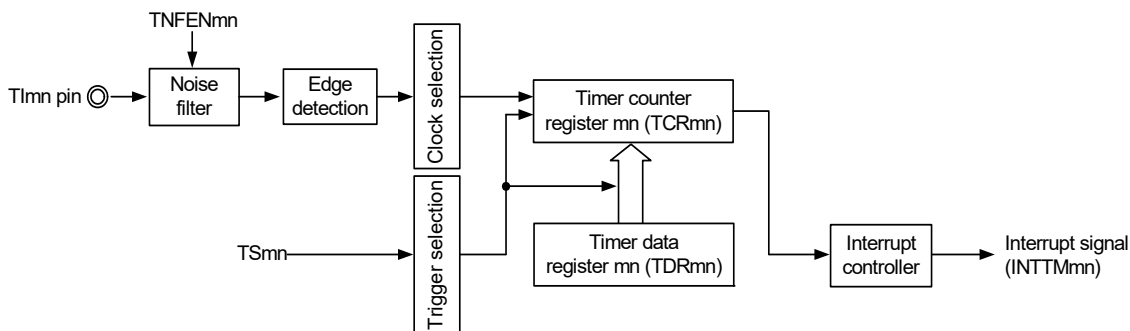 TNFENmn
TImn pin
Noise
filter
Edge
detection
Clock selection
Timer counter
register mn (TCRmn)
TSmn
Trigger selection
Timer data
register mn (TDRmn)
Interrupt
controller
Interrupt signal
(INTTMmn)